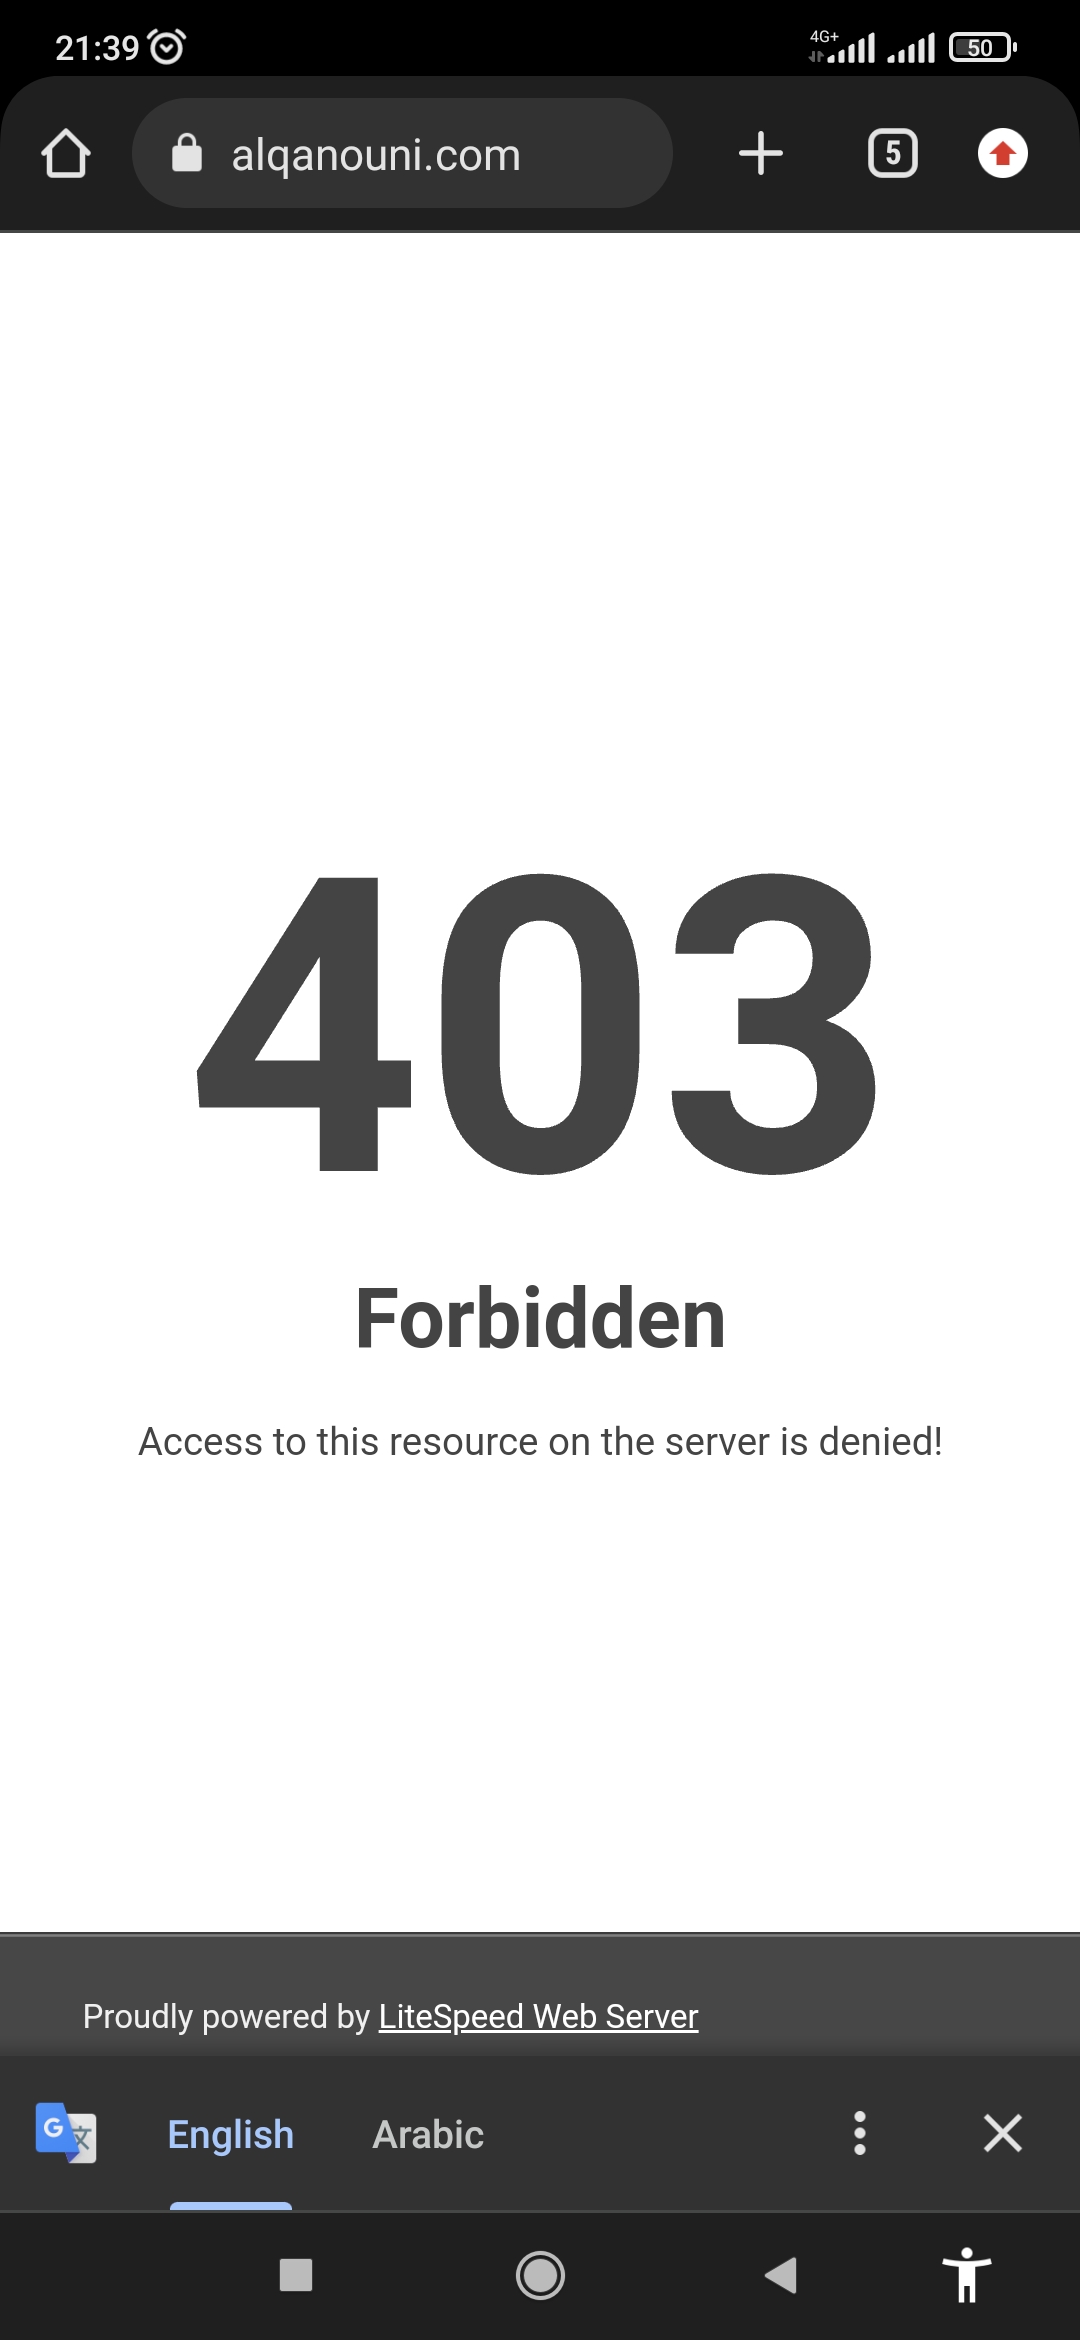 21:39
4G+
50
alqanouni.com
5
403
Forbidden
Access to this resource on the server is denied!
Proudly powered by LiteSpeed Web Server
G 文
English Arabic